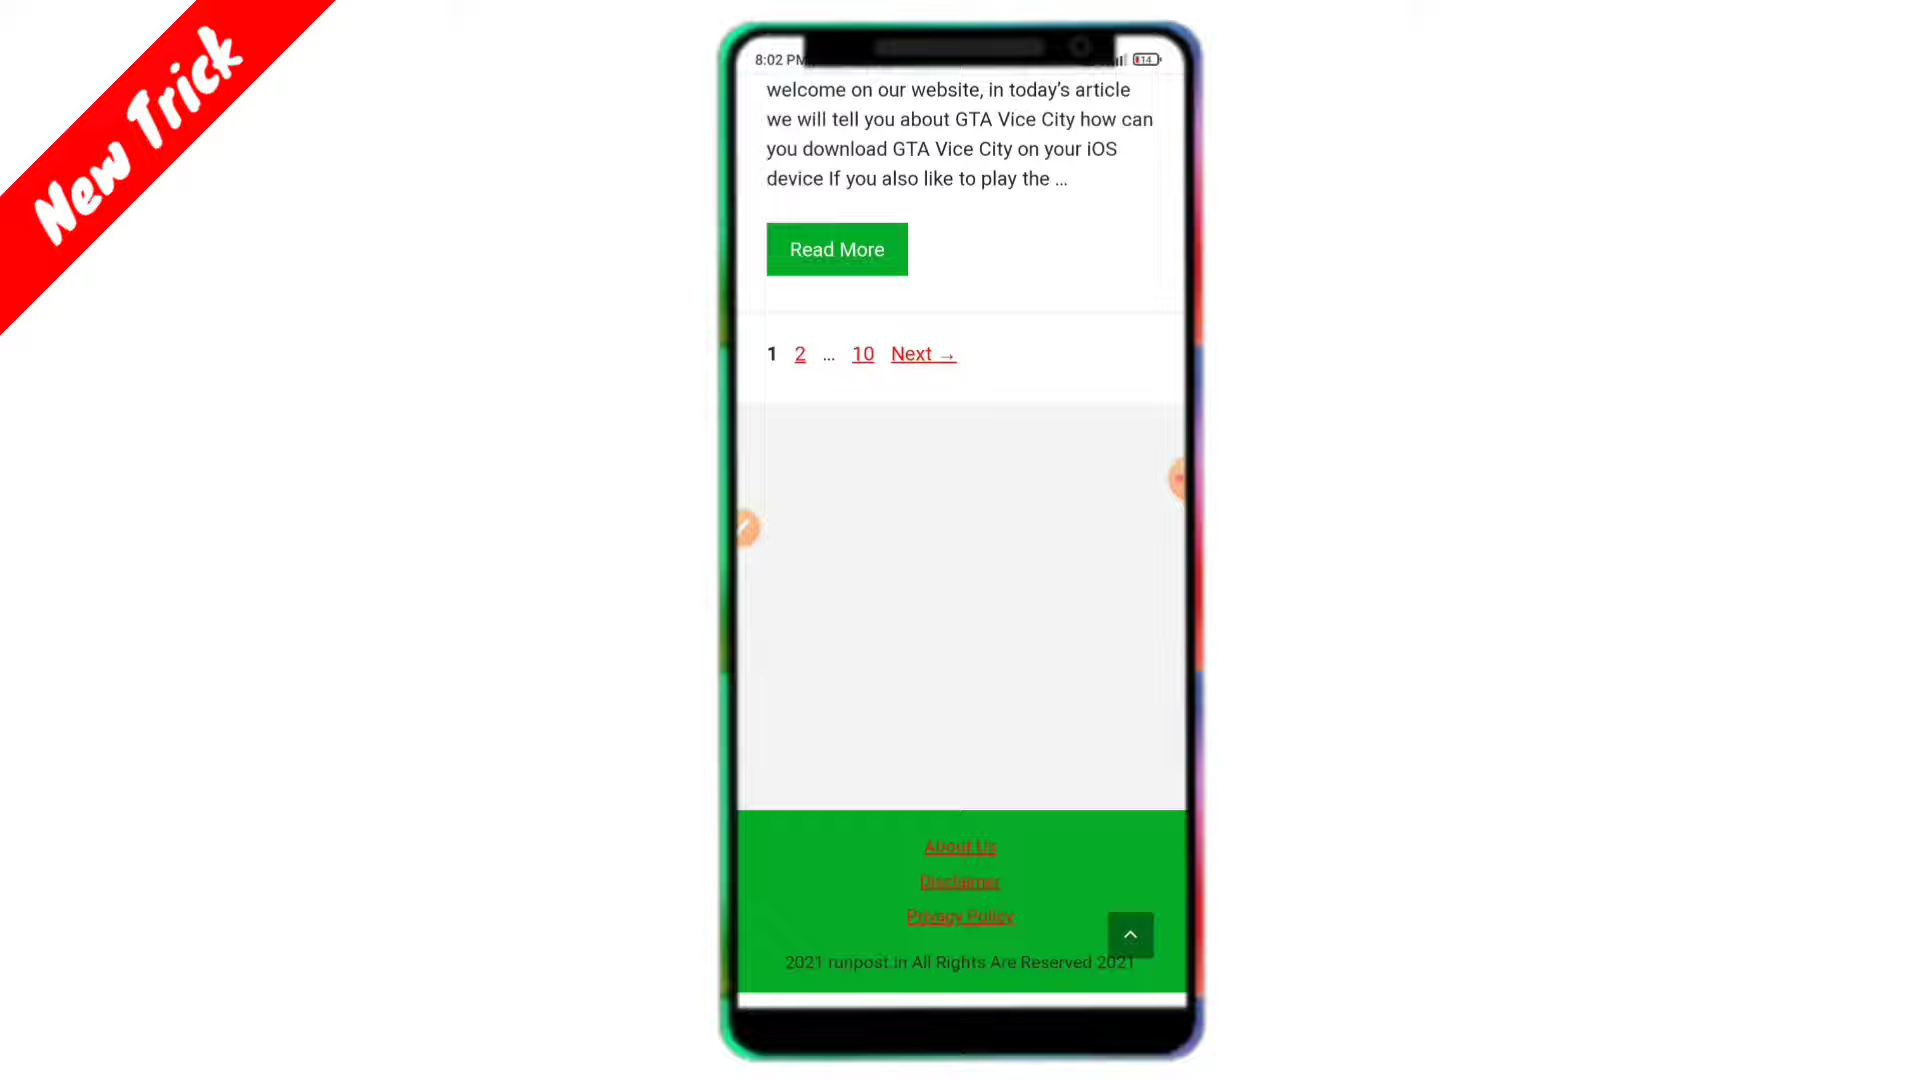 New Trick
8:02 PM
14
welcome on our website, in today’s article
we will tell you about GTA Vice City how can
you download GTA Vice City on your iOS
device If you also like to play the ...
Read More
1 2 ... 10 Next →
About Us
Disclaimer
Privacy Policy
2021 runpost.in All Rights Are Reserved 2021